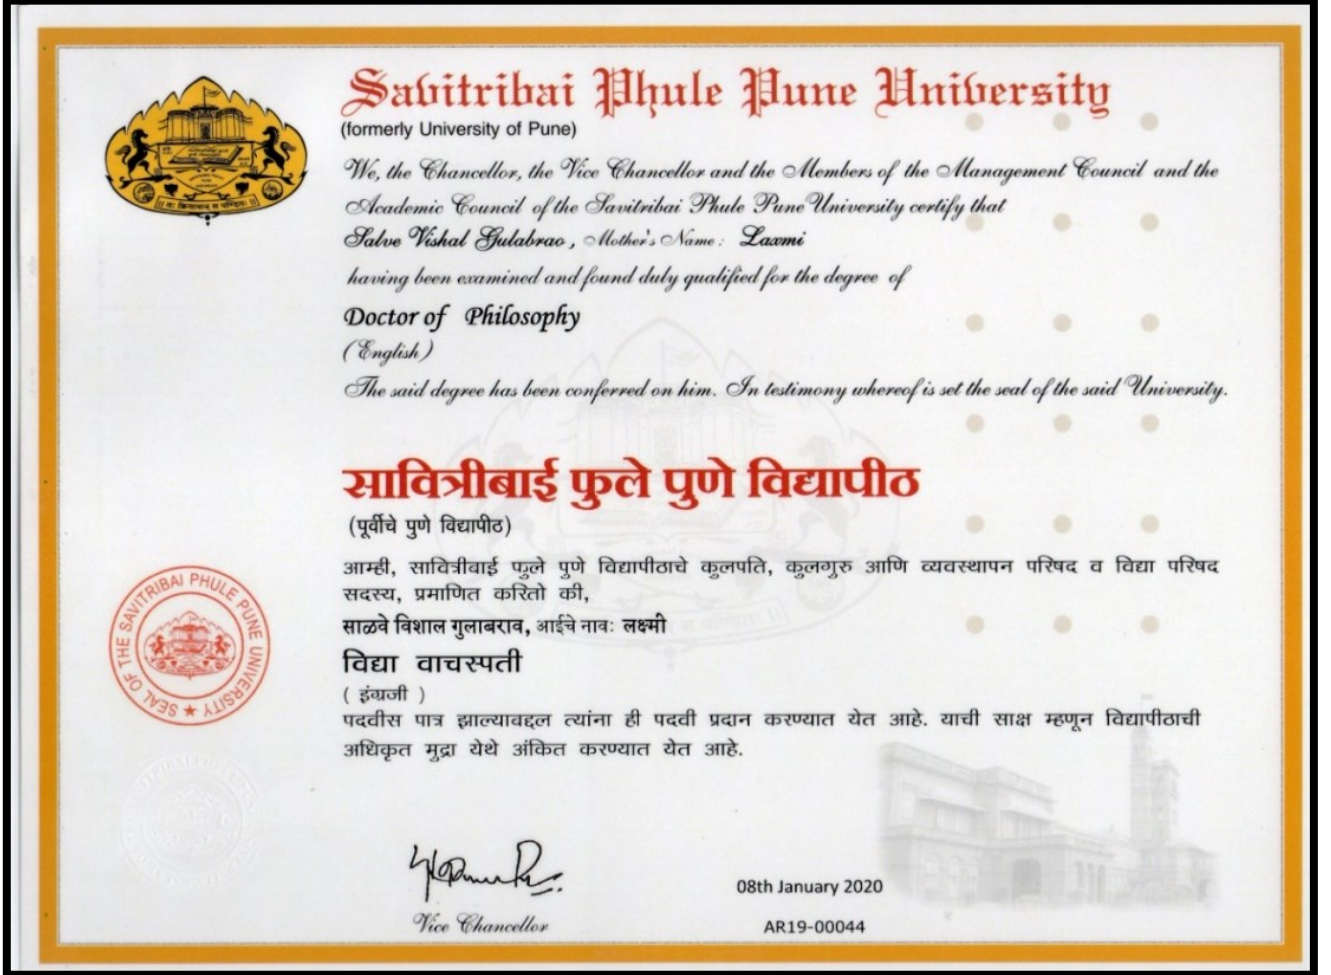 Savitribai Phule Pune University
(formerly University of Pune)
We, the Chancellor, the Vice Chancellor and the Members of the Management Council and the
Academic Council of the Savitribai Phule Pune University certify that
Salve Vishal Gulabrao, Mother's Name: Laxmi
having been examined and found duly qualified for the degree of
Doctor of Philosophy
(English)
The said degree has been conferred on him. In testimony whereof is set the seal of the said University.
सावित्रीबाई फुले पुणे विद्यापीठ
(पूर्वीचे पुणे विद्यापीठ)
आम्ही, सावित्रीबाई फुले पुणे विद्यापीठाचे कुलपति, कुलगुरु आणि व्यवस्थापन परिषद व विद्या परिषद
सदस्य, प्रमाणित करितो की,
साळवे विशाल गुलाबराव, आईचे नावः लक्ष्मी
विद्या वाचस्पती
( इंग्रजी )
पदवीस पात्र झाल्याबद्दल त्यांना ही पदवी प्रदान करण्यात येत आहे. याची साक्ष म्हणून विद्यापीठाची
अधिकृत मुद्रा येथे अंकित करण्यात येत आहे.
SEAL OF THE SAVITRIBAI PHULE PUNE UNIVERSITY
Vice Chancellor
08th January 2020
AR19-00044